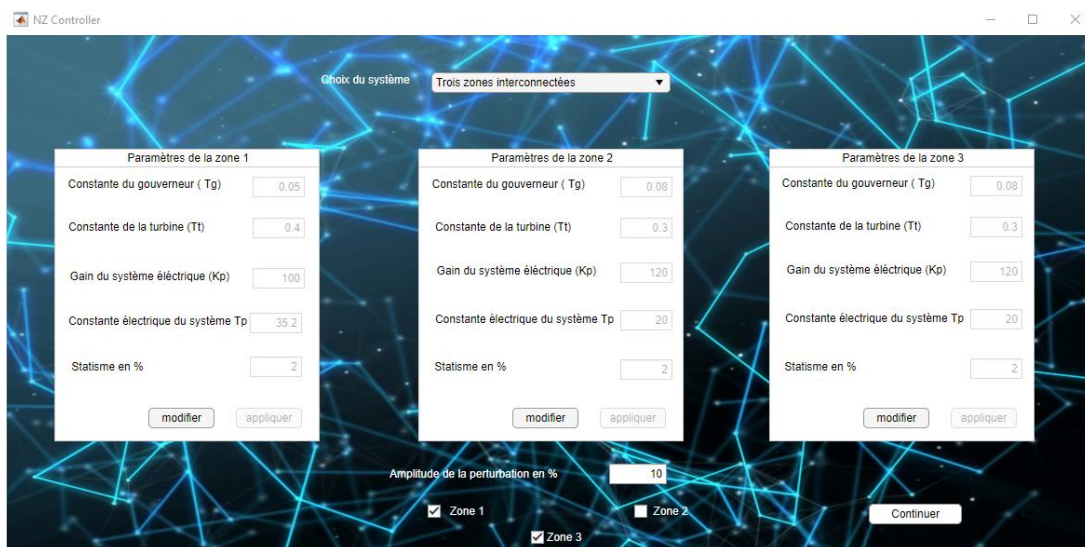 NZ Controller
Choix du système
Trois zones interconnectées
Paramètres de la zone 1
Constante du gouverneur ( Tg)
0.05
Constante de la turbine (Tt)
0.4
Gain du système éléctrique (Kp)
100
Constante électrique du système Tp
35.2
Statisme en %
2
modifier
appliquer
Paramètres de la zone 2
Constante du gouverneur ( Tg)
0.08
Constante de la turbine (Tt)
0.3
Gain du système éléctrique (Kp)
120
Constante électrique du système Tp
20
Statisme en %
2
modifier
appliquer
Paramètres de la zone 3
Constante du gouverneur ( Tg)
0.08
Constante de la turbine (Tt)
0.3
Gain du système éléctrique (Kp)
120
Constante électrique du système Tp
20
Statisme en %
2
modifier
appliquer
Amplitude de la perturbation en %
10
Zone 1
Zone 2
Zone 3
Continuer